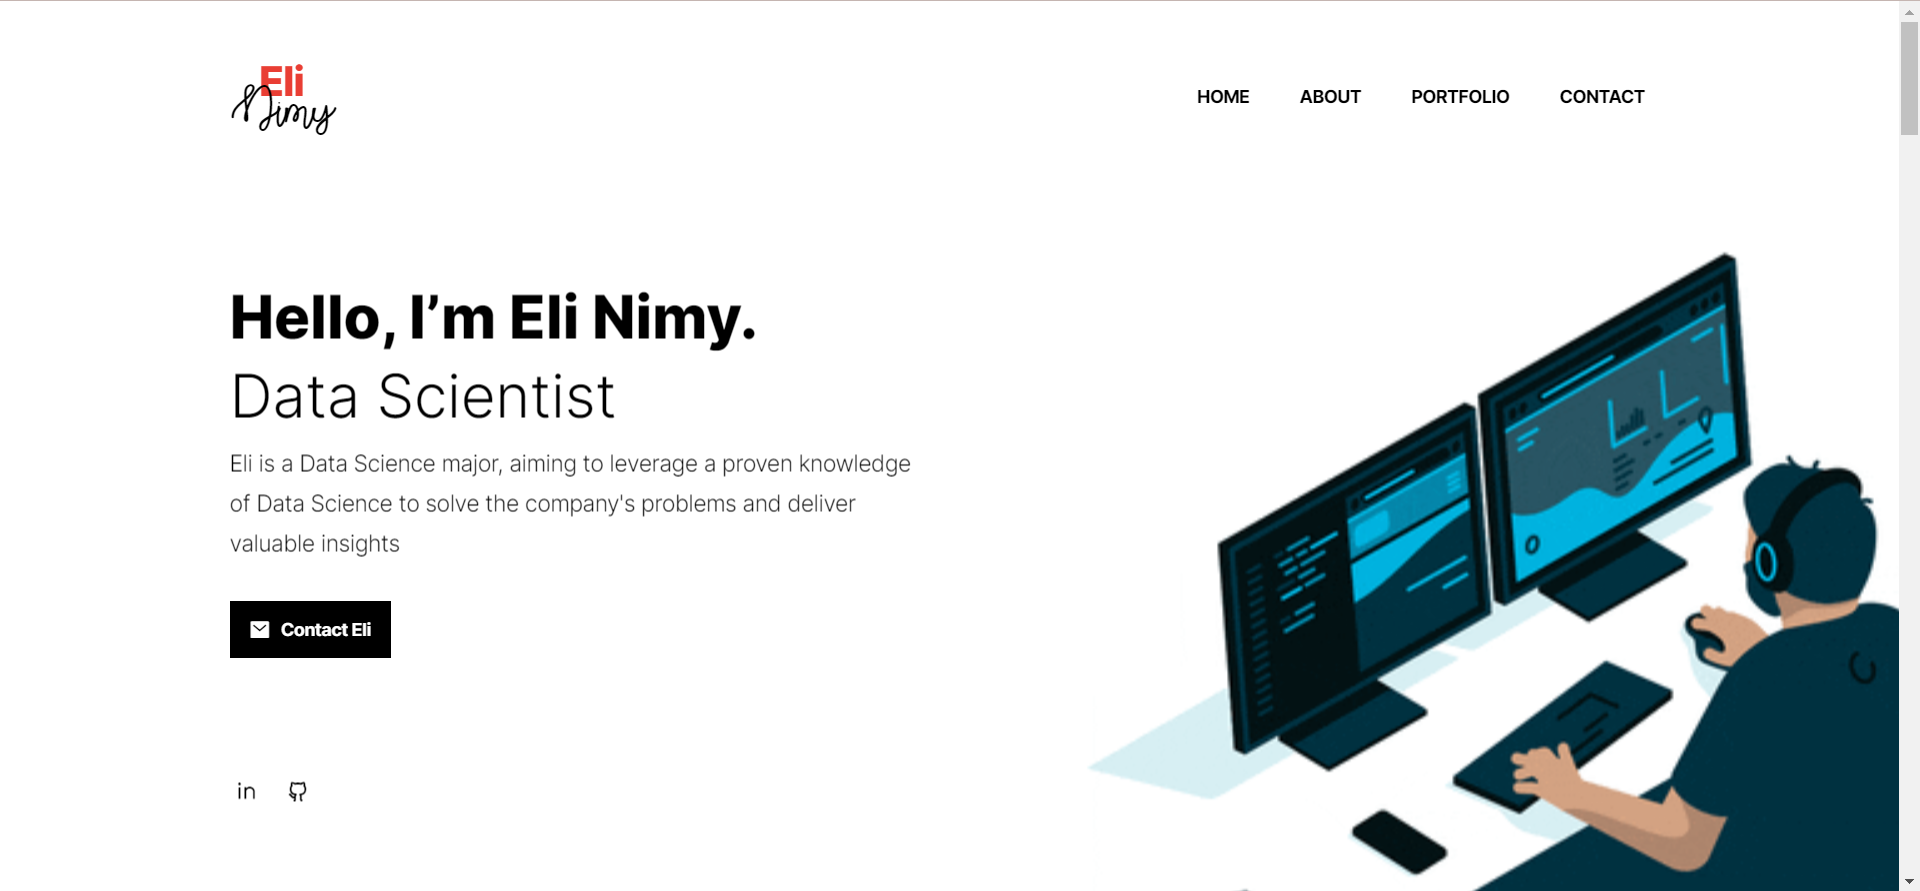 Eli
Nimy
HOME ABOUT PORTFOLIO CONTACT
Hello, I’m Eli Nimy.
Data Scientist
Eli is a Data Science major, aiming to leverage a proven knowledge
of Data Science to solve the company's problems and deliver
valuable insights
Contact Eli
in